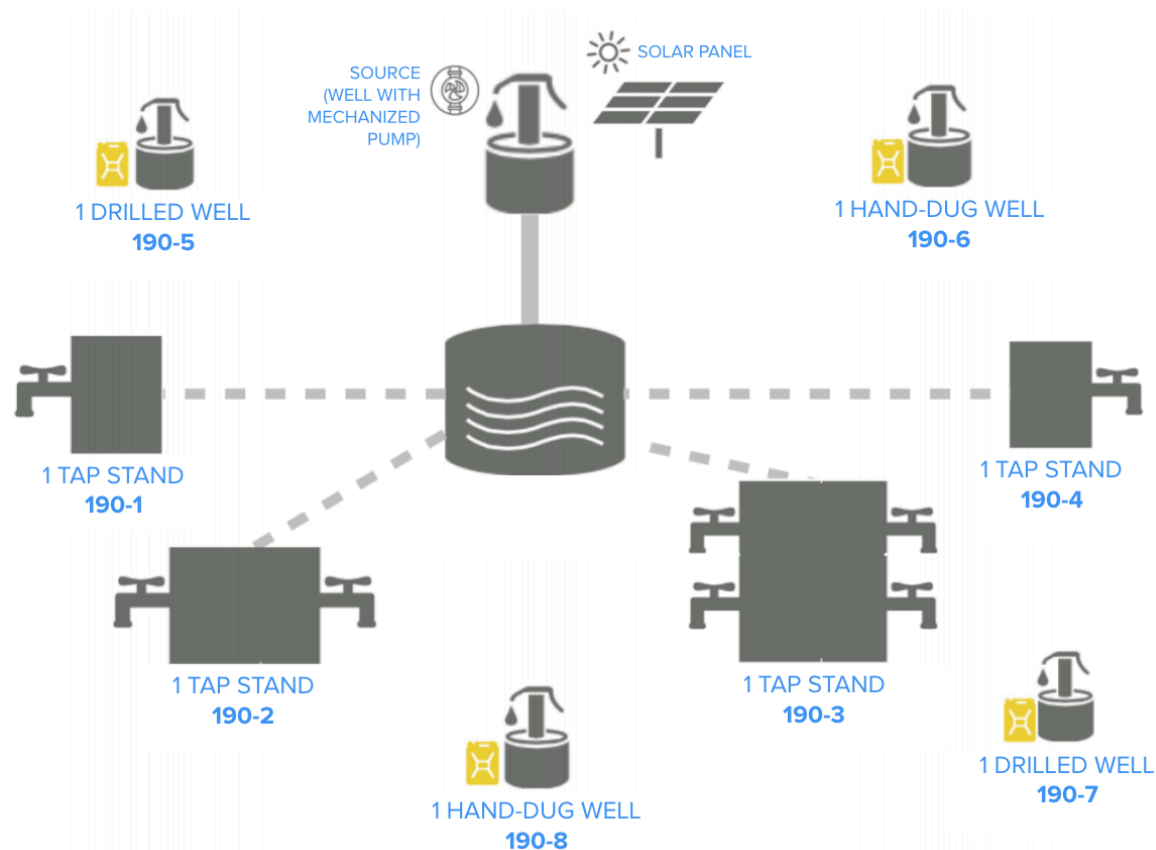 SOLAR PANEL
SOURCE
(WELL WITH
MECHANIZED
PUMP)
1 DRILLED WELL
190-5
1 HAND-DUG WELL
190-6
1 TAP STAND
190-1
1 TAP STAND
190-4
1 TAP STAND
190-2
1 TAP STAND
190-3
1 DRILLED WELL
190-7
1 HAND-DUG WELL
190-8